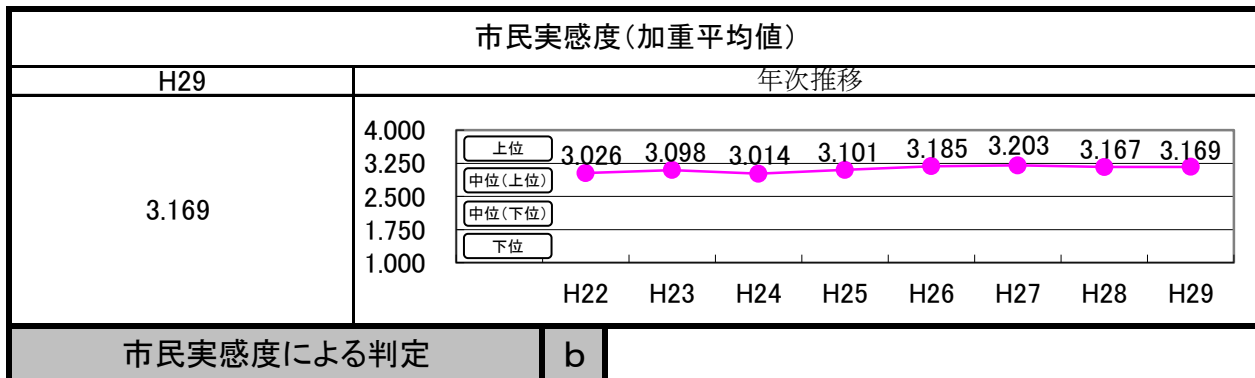 市民実感度（加重平均値）
H29 年次推移
3.169
4.000
3.250
2.500
1.750
1.000
上位
中位（上位）
中位（下位）
下位
3.026 3.098 3.014 3.101 3.185 3.203 3.167 3.169
H22 H23 H24 H25 H26 H27 H28 H29
市民実感度による判定 b